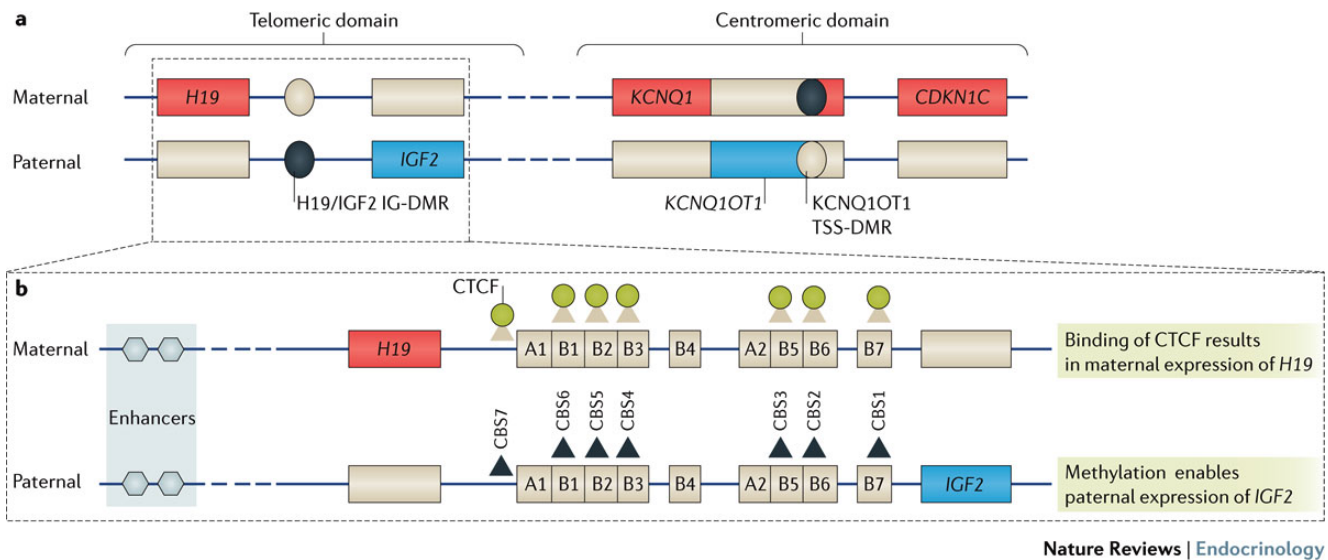 a
Telomeric domain
Centromeric domain
Maternal
H19
KCNQ1
CDKN1C
Paternal
IGF2
H19/IGF2 IG-DMR
KCNQ1OT1
KCNQ1OT1
TSS-DMR
b
CTCF
Maternal
H19
A1 B1 B2 B3 B4 A2 B5 B6 B7
Binding of CTCF results
in maternal expression of H19
Enhancers
CBS7
CBS6
CBS5
CBS4
CBS3
CBS2
CBS1
Paternal
A1 B1 B2 B3 B4 A2 B5 B6 B7
IGF2
Methylation enables
paternal expression of IGF2
Nature Reviews | Endocrinology